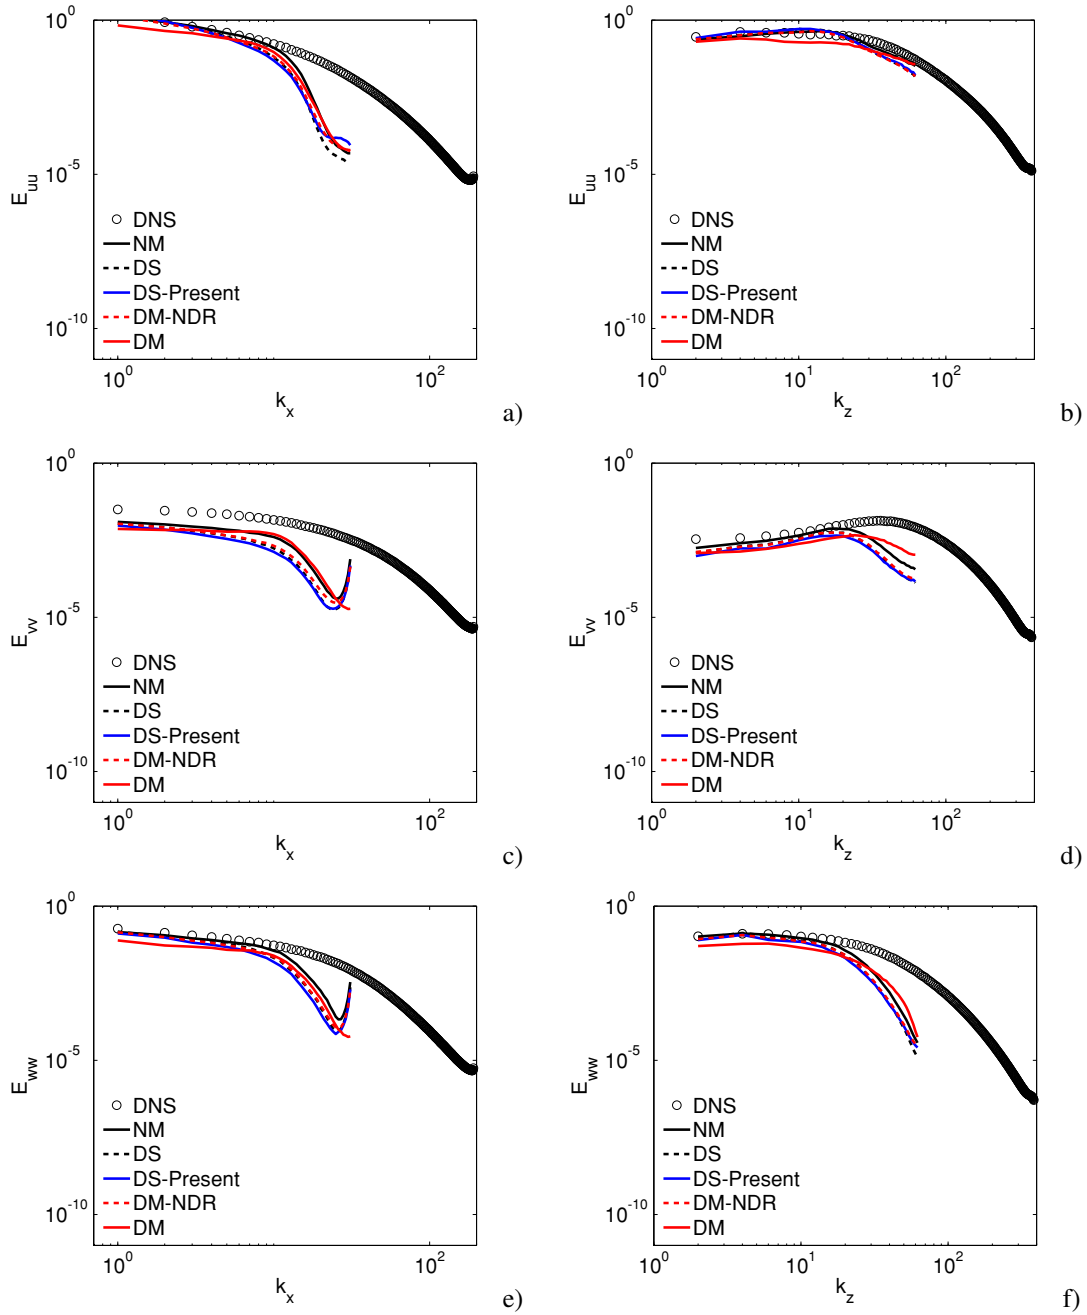 10^0
10^-5
10^-10
E_uu
DNS
NM
DS
DS-Present
DM-NDR
DM
10^0
10^2
k_x
a)
10^0
10^-5
10^-10
E_uu
DNS
NM
DS
DS-Present
DM-NDR
DM
10^0
10^1
10^2
k_z
b)
10^0
10^-5
10^-10
E_vv
DNS
NM
DS
DS-Present
DM-NDR
DM
10^0
10^2
k_x
c)
10^0
10^-5
10^-10
E_vv
DNS
NM
DS
DS-Present
DM-NDR
DM
10^0
10^1
10^2
k_z
d)
10^0
10^-5
10^-10
E_ww
DNS
NM
DS
DS-Present
DM-NDR
DM
10^0
10^2
k_x
e)
10^0
10^-5
10^-10
E_ww
DNS
NM
DS
DS-Present
DM-NDR
DM
10^0
10^1
10^2
k_z
f)